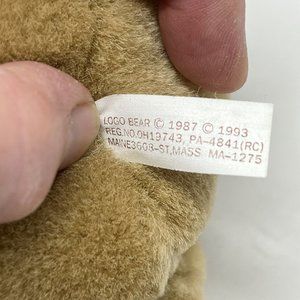 LOGO BEAR © 1987 © 1993
REG.NO.OH19743, PA-4841(RC)
MAINE3603-ST.MASS MA-1275